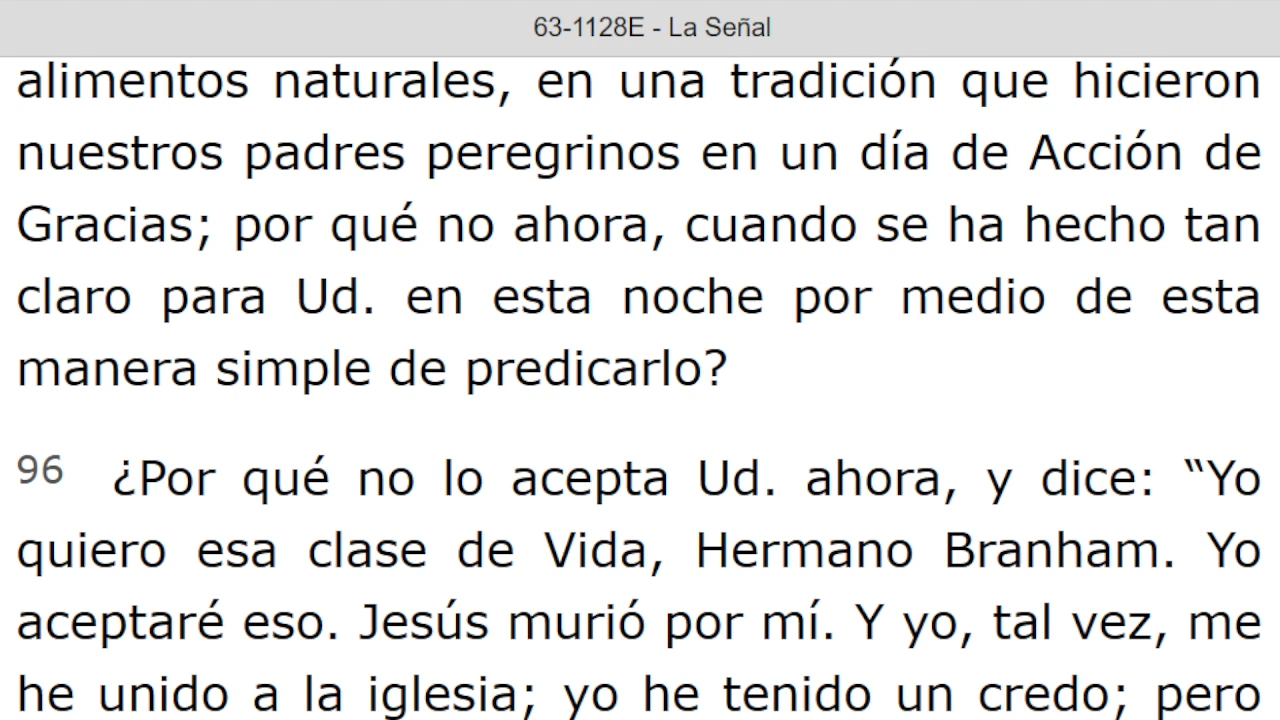 63-1128E - La Señal
alimentos naturales, en una tradición que hicieron
nuestros padres peregrinos en un día de Acción de
Gracias; por qué no ahora, cuando se ha hecho tan
claro para Ud. en esta noche por medio de esta
manera simple de predicarlo?
96 ¿Por qué no lo acepta Ud. ahora, y dice: “Yo
quiero esa clase de Vida, Hermano Branham. Yo
aceptaré eso. Jesús murió por mí. Y yo, tal vez, me
he unido a la iglesia; yo he tenido un credo; pero